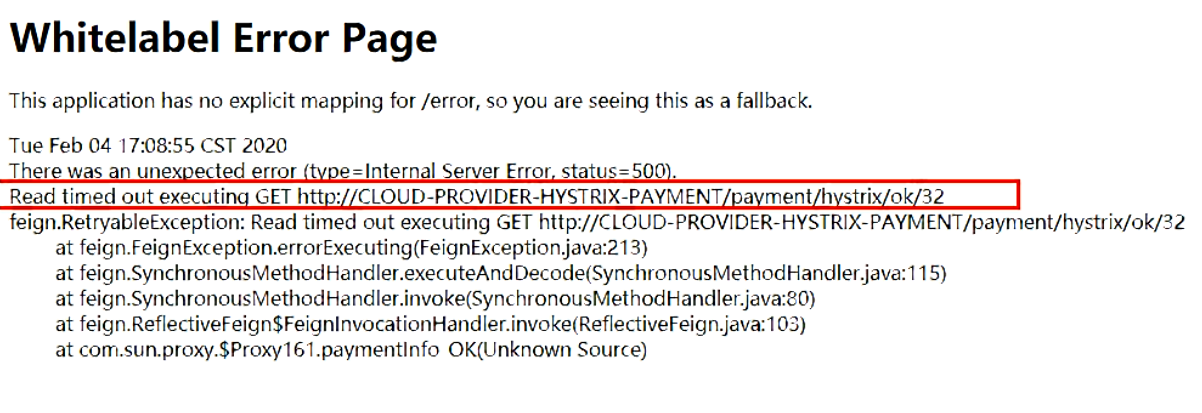 Whitelabel Error Page
This application has no explicit mapping for /error, so you are seeing this as a fallback.
Tue Feb 04 17:08:55 CST 2020
There was an unexpected error (type=Internal Server Error, status=500).
Read timed out executing GET http://CLOUD-PROVIDER-HYSTRIX-PAYMENT/payment/hystrix/ok/32
feign.RetryableException: Read timed out executing GET http://CLOUD-PROVIDER-HYSTRIX-PAYMENT/payment/hystrix/ok/32
at feign.FeignException.errorExecuting(FeignException.java:213)
at feign.SynchronousMethodHandler.executeAndDecode(SynchronousMethodHandler.java:115)
at feign.SynchronousMethodHandler.invoke(SynchronousMethodHandler.java:80)
at feign.ReflectiveFeign$FeignInvocationHandler.invoke(ReflectiveFeign.java:103)
at com.sun.proxy.$Proxy161.paymentInfo OK(Unknown Source)